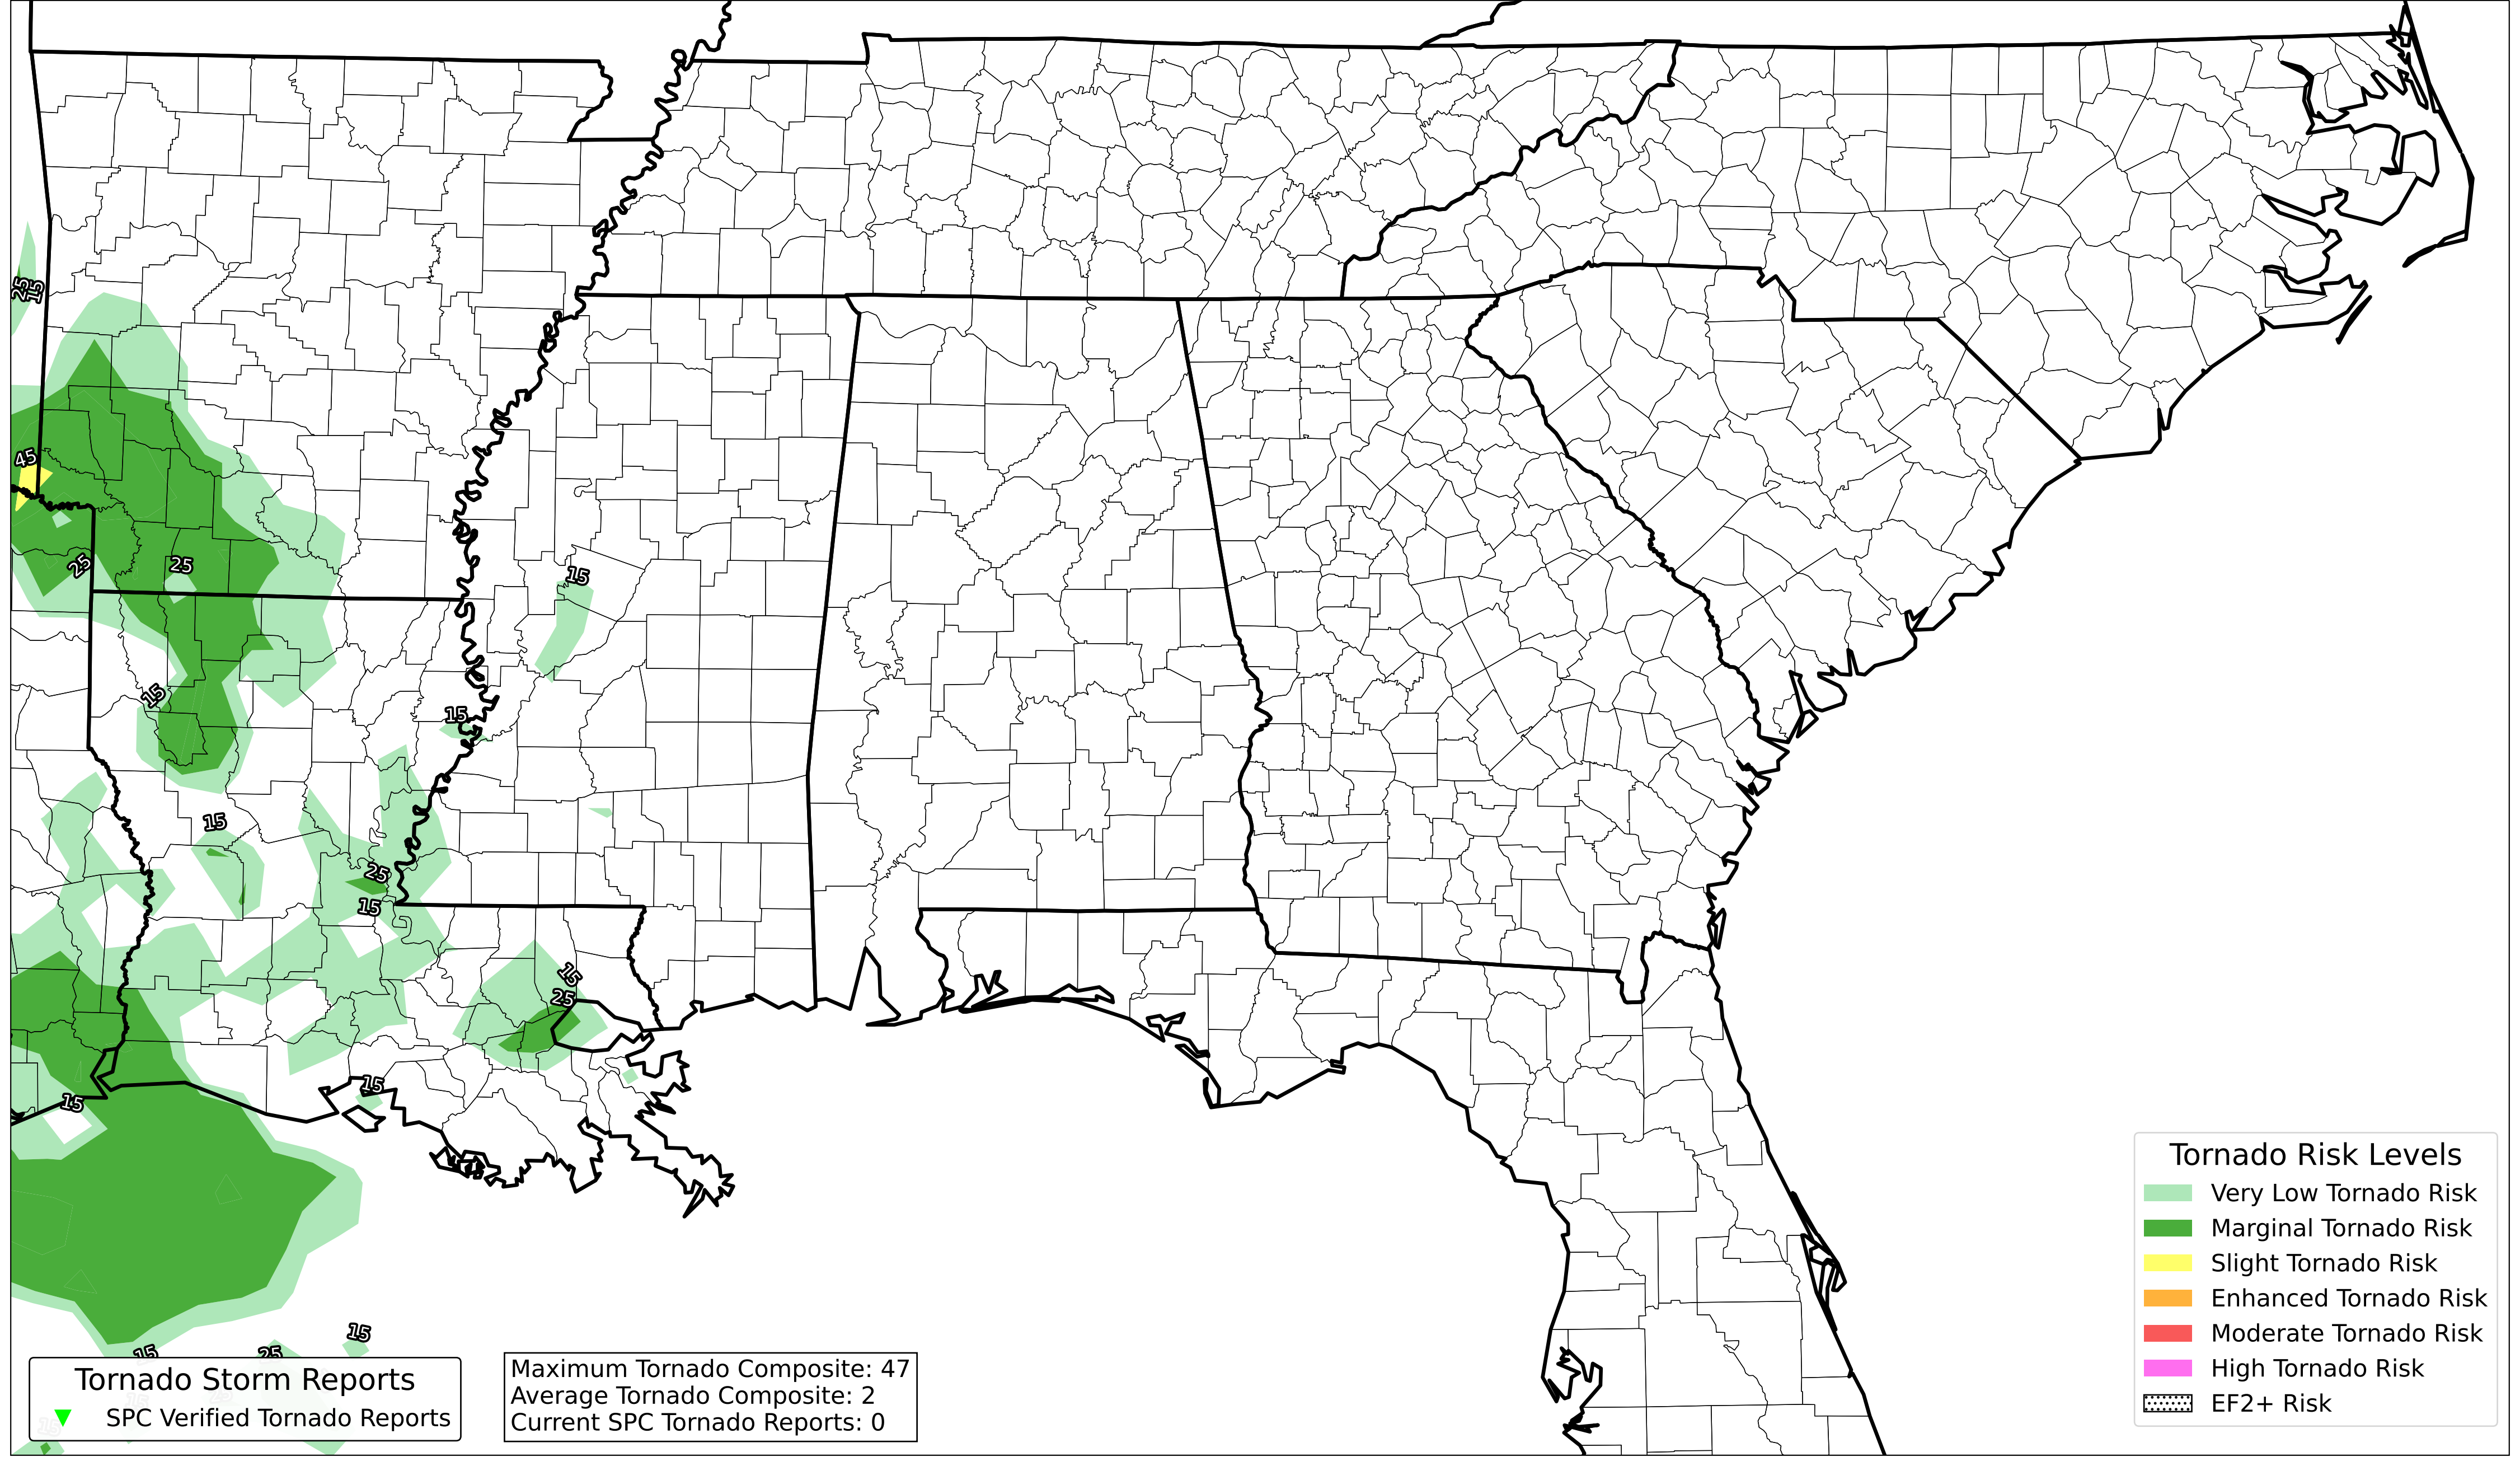 25
15
45
25
25
15
15
15
15
25
15
15
25
15
15
15
15
25
Tornado Storm Reports
SPC Verified Tornado Reports
Maximum Tornado Composite: 47
Average Tornado Composite: 2
Current SPC Tornado Reports: 0
Tornado Risk Levels
Very Low Tornado Risk
Marginal Tornado Risk
Slight Tornado Risk
Enhanced Tornado Risk
Moderate Tornado Risk
High Tornado Risk
EF2+ Risk